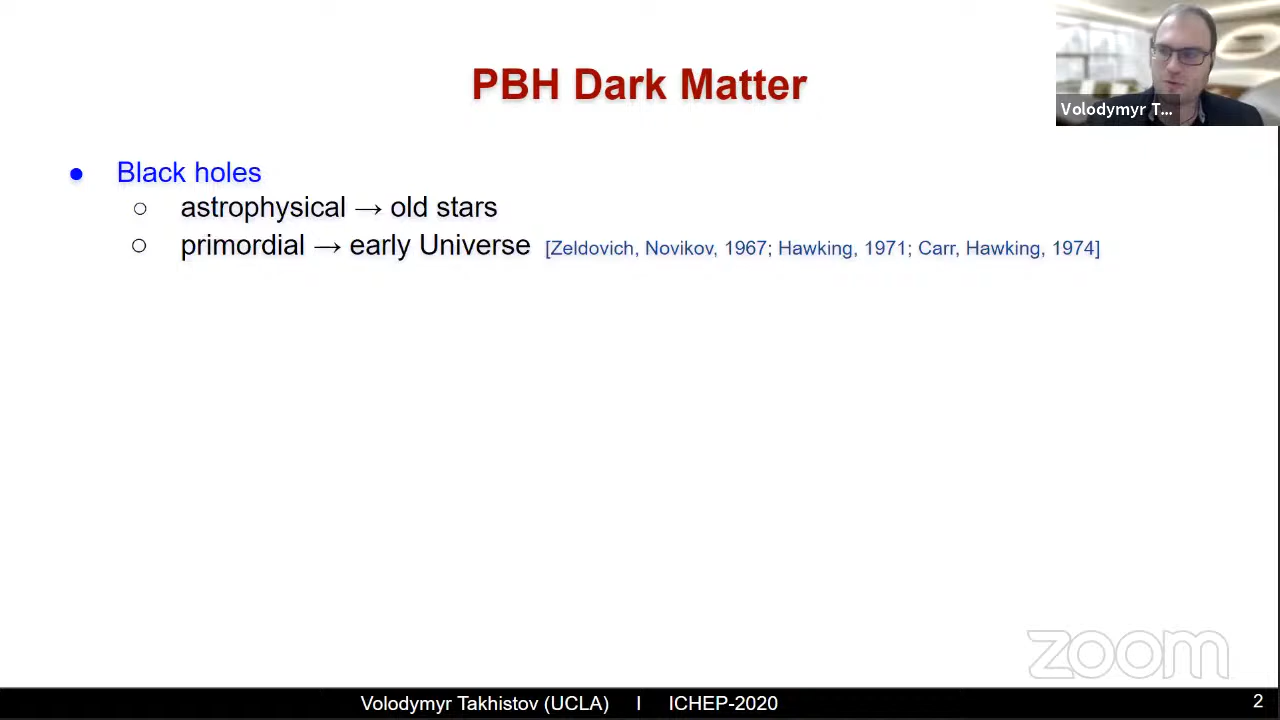 PBH Dark Matter
Volodymyr T...
● Black holes
○ astrophysical → old stars
○ primordial → early Universe [Zeldovich, Novikov, 1967; Hawking, 1971; Carr, Hawking, 1974]
zoom
Volodymyr Takhistov (UCLA) I ICHEP-2020
2